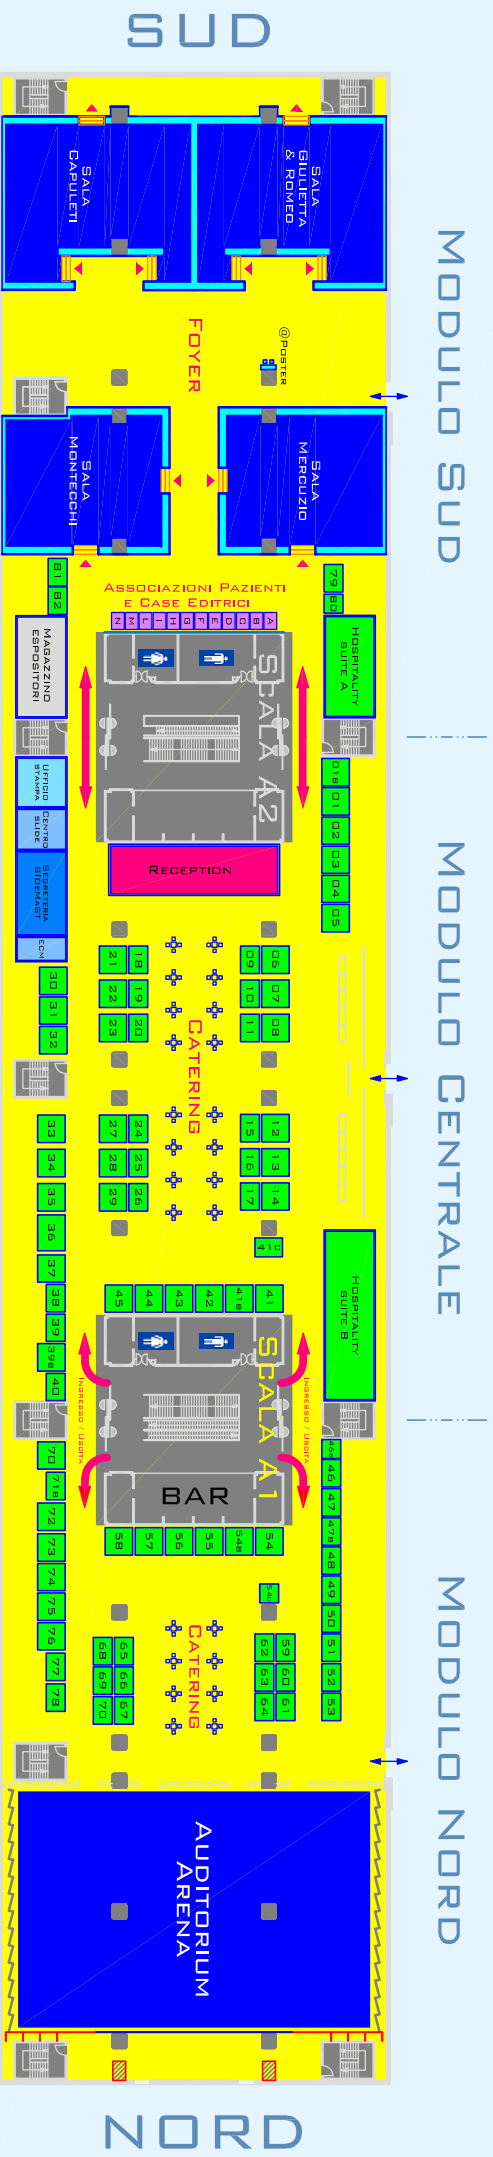 SUD
SALA
CAPULETI
SALA
GIULIETTA
& ROMEO
MODULO SUD
FOYER
@POSTER
SALA
MONTECCHI
SALA
MERCUZIO
81
82
79
80
ASSOCIAZIONI PAZIENTI
E CASE EDITRICI
N M L I H G F E D C B A
MAGAZZINO
ESPOSITORI
SCALA A2
HOSPITALITY
SUITE A
UFFICIO
STAMPA
CENTRO
SLIDE
SEGRETERIA
SIDEMAST
ECM
RECEPTION
01B
01
02
03
04
05
MODULO CENTRALE
21 18
22 19
23 20
09 06
10 07
11 08
30
31
32
CATERING
27 24
28 25
29 26
15 12
16 13
17 14
33
34
35
36
37
38
39
39B
40
41C
45 44 43 42 41B 41
HOSPITALITY
SUITE B
INGRESSO / USCITA
SCALA A1
INGRESSO / USCITA
BAR
58 57 56 55 54B 54
54C
70
71B
72
73
74
75
76
77
78
46B
46
47
47B
48
49
50
51
52
53
MODULO NORD
68 65
69 66
70 67
CATERING
62 59
63 60
64 61
AUDITORIUM
ARENA
NORD